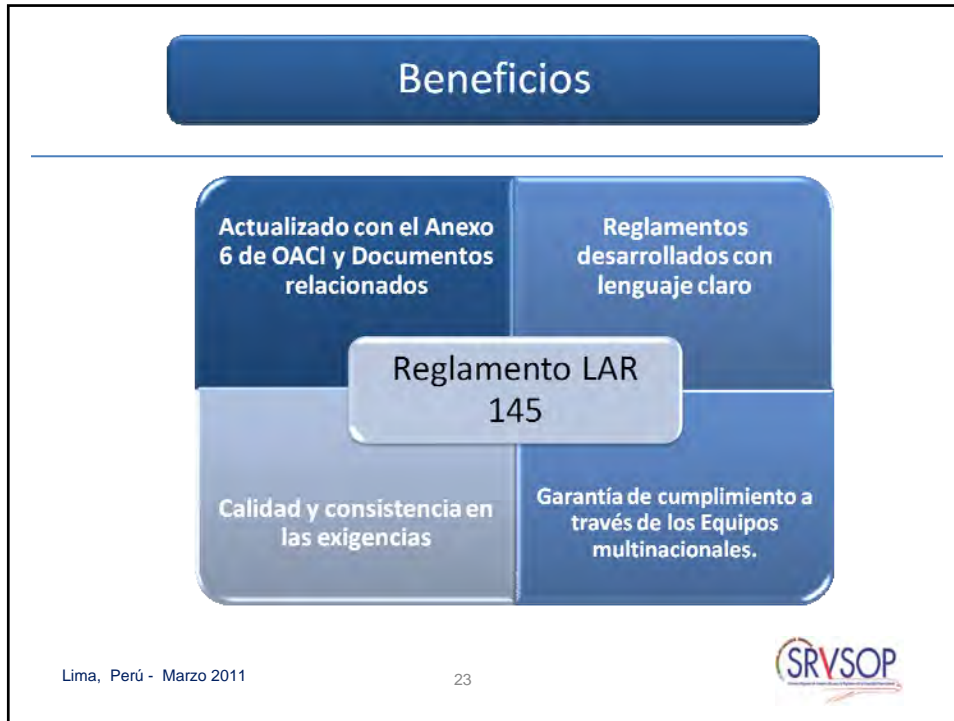 Beneficios
Actualizado con el Anexo
6 de OACI y Documentos
relacionados
Reglamentos
desarrollados con
lenguaje claro
Reglamento LAR
145
Calidad y consistencia en
las exigencias
Garantía de cumplimiento a
través de los Equipos
multinacionales.
Lima, Perú - Marzo 2011
23
SRVSOP